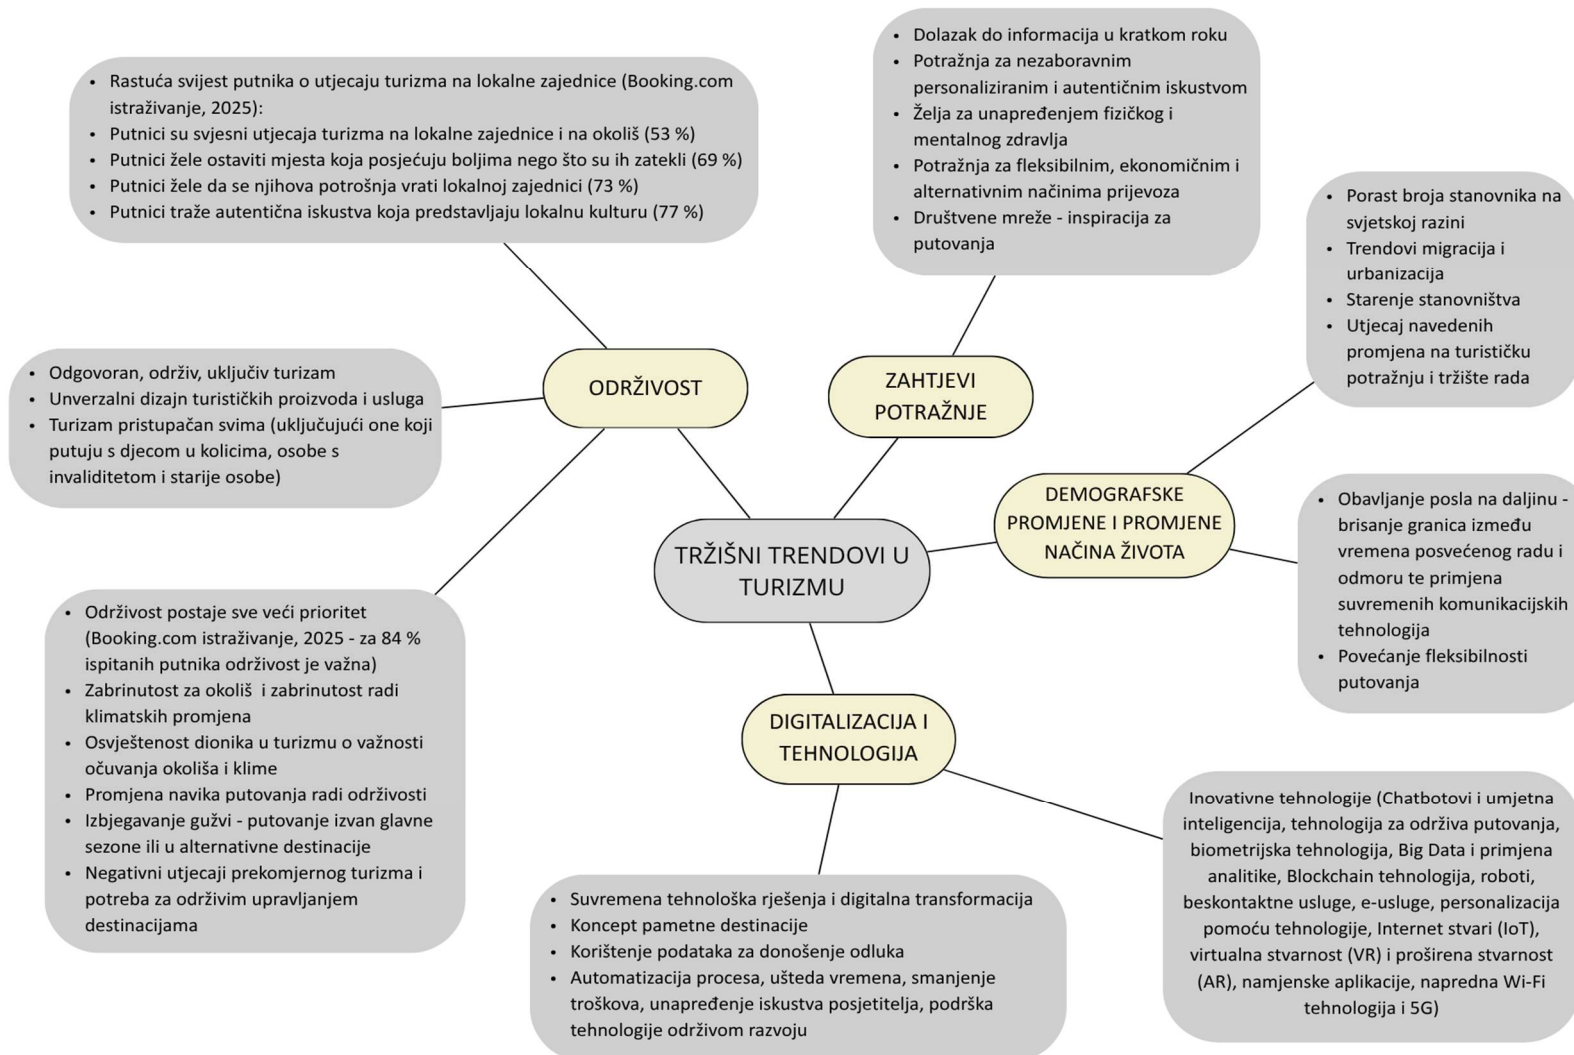 • Rastuća svijest putnika o utjecaju turizma na lokalne zajednice (Booking.com
istraživanje, 2025):
• Putnici su svjesni utjecaja turizma na lokalne zajednice i na okoliš (53 %)
• Putnici žele ostaviti mjesta koja posjećuju boljima nego što su ih zatekli (69 %)
• Putnici žele da se njihova potrošnja vrati lokalnoj zajednici (73 %)
• Putnici traže autentična iskustva koja predstavljaju lokalnu kulturu (77 %)
• Dolazak do informacija u kratkom roku
• Potražnja za nezaboravnim
personaliziranim i autentičnim iskustvom
• Želja za unapređenjem fizičkog i
mentalnog zdravlja
• Potražnja za fleksibilnim, ekonomičnim i
alternativnim načinima prijevoza
• Društvene mreže - inspiracija za
putovanja
• Porast broja stanovnika na
svjetskoj razini
• Trendovi migracija i
urbanizacija
• Starenje stanovništva
• Utjecaj navedenih
promjena na turističku
potražnju i tržište rada
• Odgovoran, održiv, uključiv turizam
• Unverzalni dizajn turističkih proizvoda i usluga
• Turizam pristupačan svima (uključujući one koji
putuju s djecom u kolicima, osobe s
invaliditetom i starije osobe)
ODRŽIVOST
ZAHTJEVI
POTRAŽNJE
DEMOGRAFSKE
PROMJENE I PROMJENE
NAČINA ŽIVOTA
TRŽIŠNI TRENDOVI U
TURIZMU
• Obavljanje posla na daljinu -
brisanje granica između
vremena posvećenog radu i
odmoru te primjena
suvremenih komunikacijskih
tehnologija
• Povećanje fleksibilnosti
putovanja
• Održivost postaje sve veći prioritet
(Booking.com istraživanje, 2025 - za 84 %
ispitanih putnika održivost je važna)
• Zabrinutost za okoliš i zabrinutost radi
klimatskih promjena
• Osvještenost dionika u turizmu o važnosti
očuvanja okoliša i klime
• Promjena navika putovanja radi održivosti
• Izbjegavanje gužvi - putovanje izvan glavne
sezone ili u alternativne destinacije
• Negativni utjecaji prekomjernog turizma i
potreba za održivim upravljanjem
destinacijama
DIGITALIZACIJA I
TEHNOLOGIJA
• Suvremena tehnološka rješenja i digitalna transformacija
• Koncept pametne destinacije
• Korištenje podataka za donošenje odluka
• Automatizacija procesa, ušteda vremena, smanjenje
troškova, unapređenje iskustva posjetitelja, podrška
tehnologije održivom razvoju
Inovativne tehnologije (Chatbotovi i umjetna
inteligencija, tehnologija za održiva putovanja,
biometrijska tehnologija, Big Data i primjena
analitike, Blockchain tehnologija, roboti,
beskontaktne usluge, e-usluge, personalizacija
pomoću tehnologije, Internet stvari (IoT),
virtualna stvarnost (VR) i proširena stvarnost
(AR), namjenske aplikacije, napredna Wi-Fi
tehnologija i 5G)